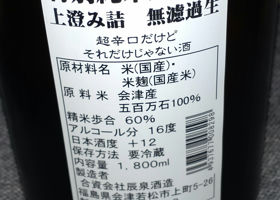 上澄み詰　無濾過生
超辛口だけど
それだけじゃない酒
原材料名　米(国産)・
米麹(国産米)
原料米　会津産
五百万石100%
精米歩合　60%
アルコール分　16度
日本酒度　+12
保存方法　要冷蔵
内容量　1,800ml
製造者
合資会社辰泉酒造
福島県会津若松市上町5-26